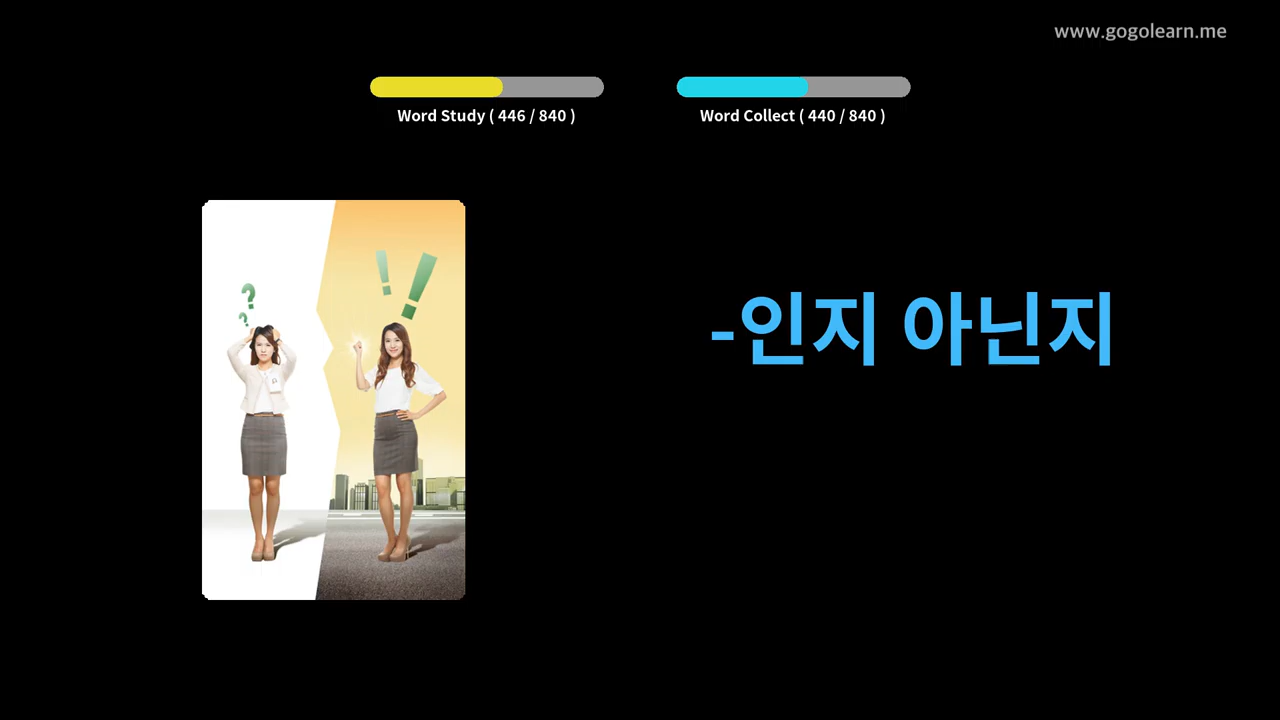 www.gogolearn.me
Word Study ( 446 / 840 )
Word Collect ( 440 / 840 )
? ?
! !
-인지 아닌지